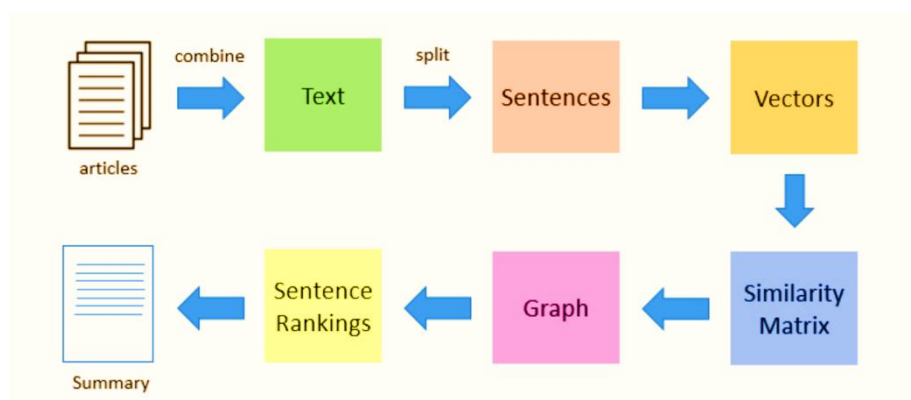 combine
split
Text
Sentences
Vectors
articles
Sentence
Rankings
Graph
Similarity
Matrix
Summary